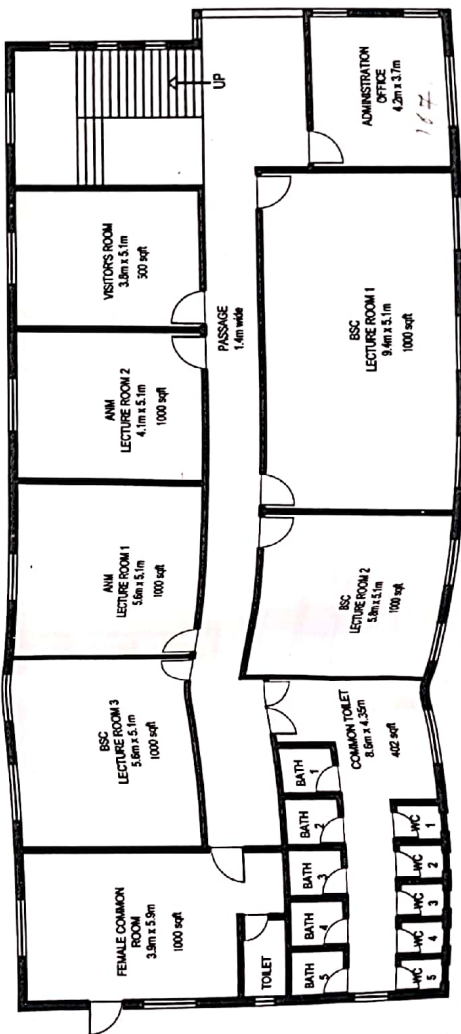 FEMALE COMMON
ROOM
3.9m x 5.9m
1000 sqft
BSC
LECTURE ROOM 3
5.6m x 5.1m
1000 sqft
ANM
LECTURE ROOM 1
5.6m x 5.1m
1000 sqft
ANM
LECTURE ROOM 2
4.1m x 5.1m
1000 sqft
VISITOR'S ROOM
3.8m x 5.1m
300 sqft
UP
PASSAGE
1.4m wide
TOILET
BATH
5
BATH
4
BATH
3
BATH
2
BATH
1
COMMON TOILET
8.6m x 4.35m
402 sqft
WC
5
WC
4
WC
3
WC
2
WC
1
BSC
LECTURE ROOM 2
5.8m x 5.1m
1000 sqft
BSC
LECTURE ROOM 1
9.4m x 5.1m
1000 sqft
ADMINISTRATION
OFFICE
4.2m x 3.7m